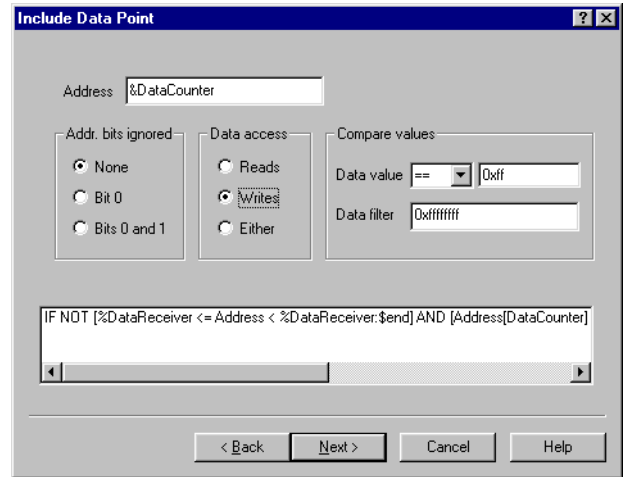 Include Data Point
Address &DataCounter
Addr. bits ignored
None
Bit 0
Bits 0 and 1
Data access
Reads
Writes
Either
Compare values
Data value == 0xff
Data filter 0xffffffff
IF NOT [%DataReceiver <= Address < %DataReceiver:$end] AND [Address[DataCounter]
< Back Next > Cancel Help